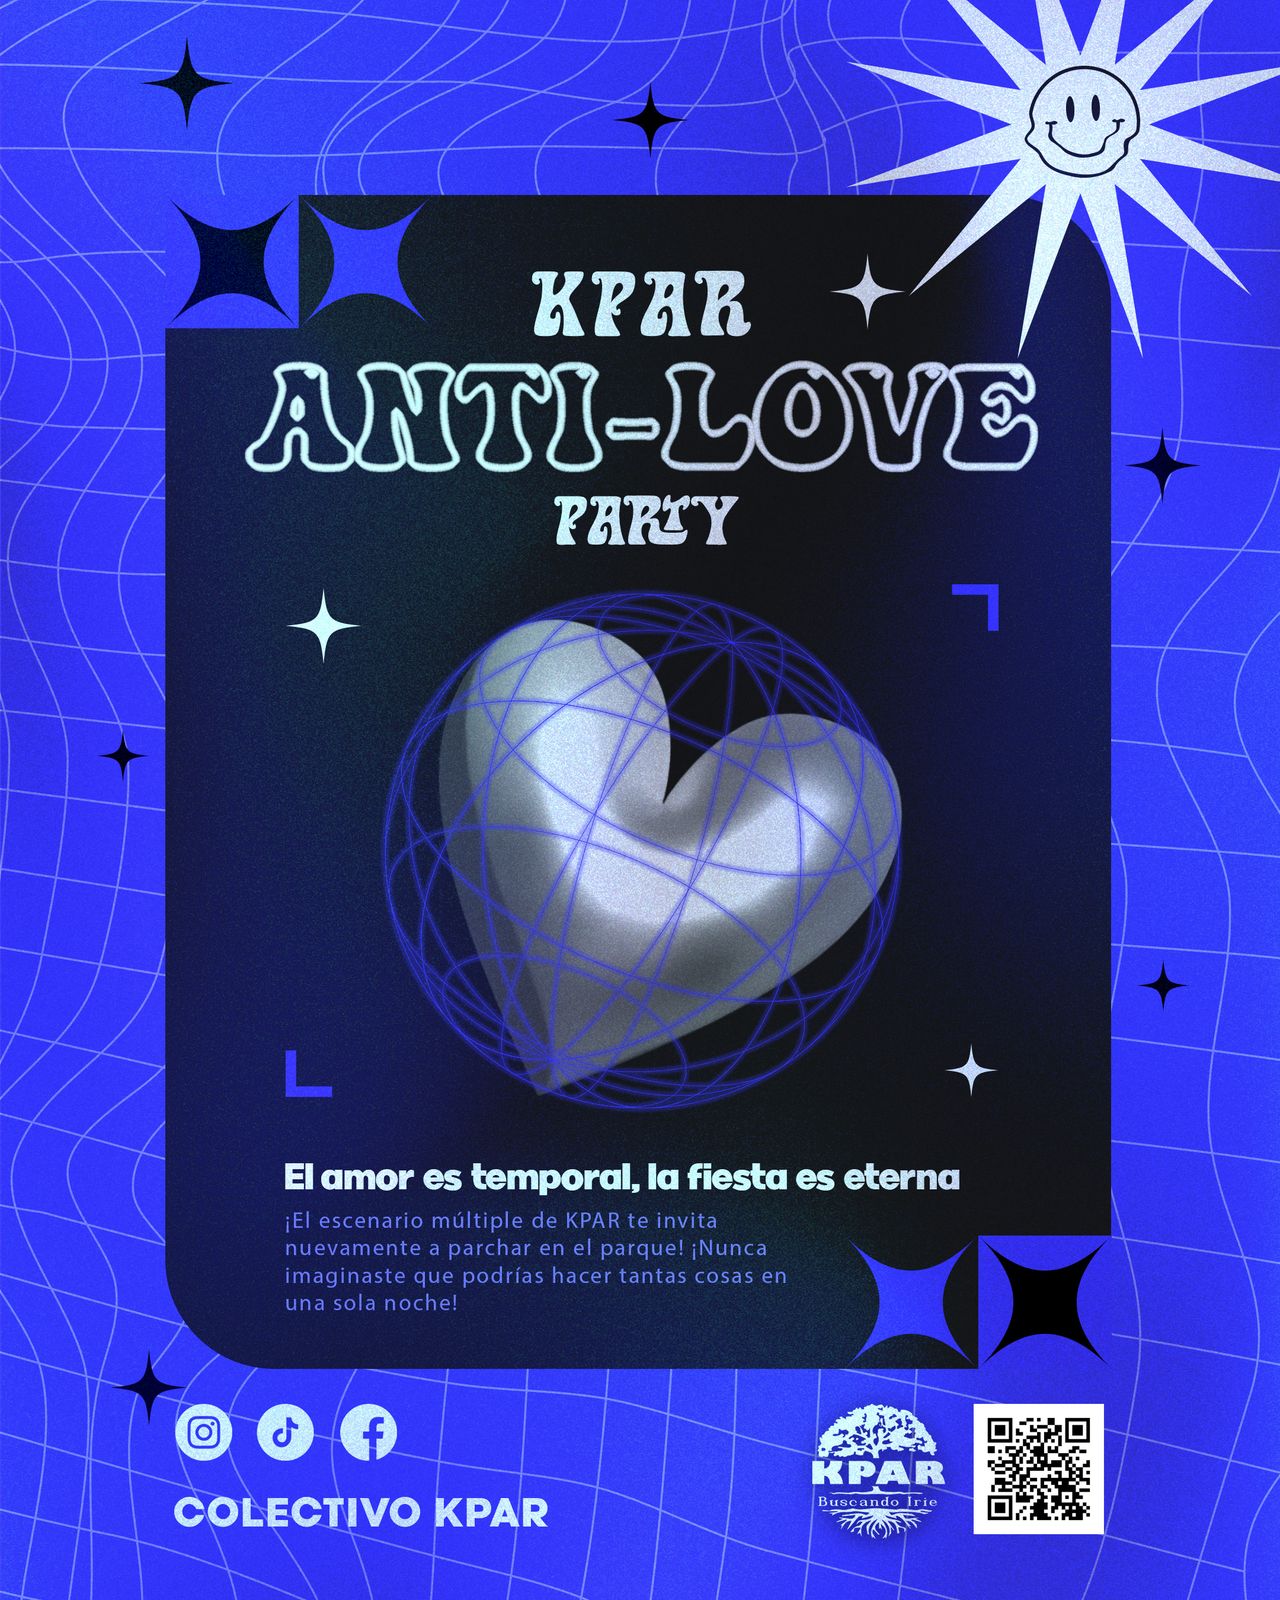 KPAR
ANTI-LOVE
PARTY
El amor es temporal, la fiesta es eterna
¡El escenario múltiple de KPAR te invita
nuevamente a parchar en el parque! ¡Nunca
imaginaste que podrías hacer tantas cosas en
una sola noche!
COLECTIVO KPAR
KPAR
Buscando Irie